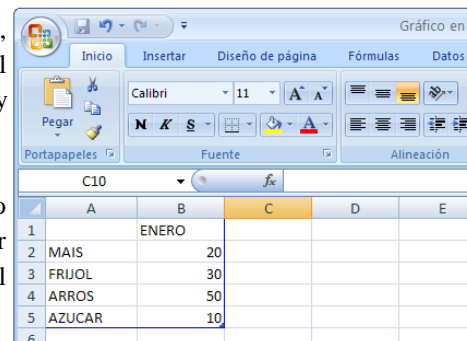 Gráfico en
Inicio Insertar Diseño de página Fórmulas Datos
,
l
y
Calibri 11 A A
Pegar
N K S A
Portapapeles Fuente Alineación
C10 fx
o
r
l
A B C D E
1 ENERO
2 MAIS 20
3 FRIJOL 30
4 ARROS 50
5 AZUCAR 10
6